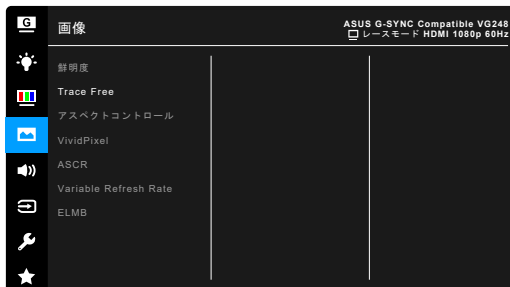 G
画像
ASUS G-SYNC Compatible VG248
レースモード HDMI 1080p 60Hz
鮮明度
Trace Free
アスペクトコントロール
VividPixel
ASCR
Variable Refresh Rate
ELMB